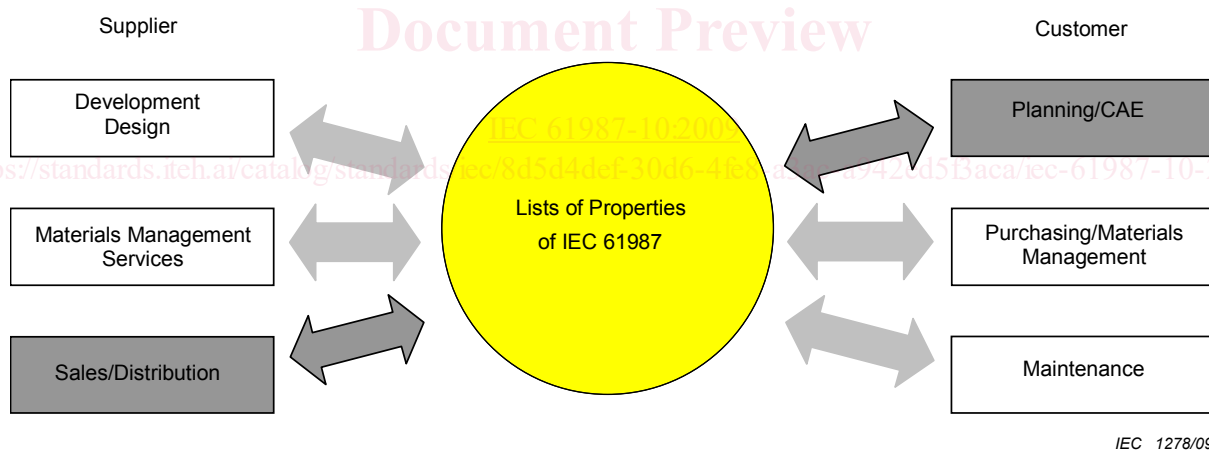 Document Preview
Supplier
Customer
Development
Design
Planning/CAE
IEC 61987-10:2009
Lists of Properties
of IEC 61987
Materials Management
Services
Purchasing/Materials
Management
Sales/Distribution
Maintenance
IEC 1278/09